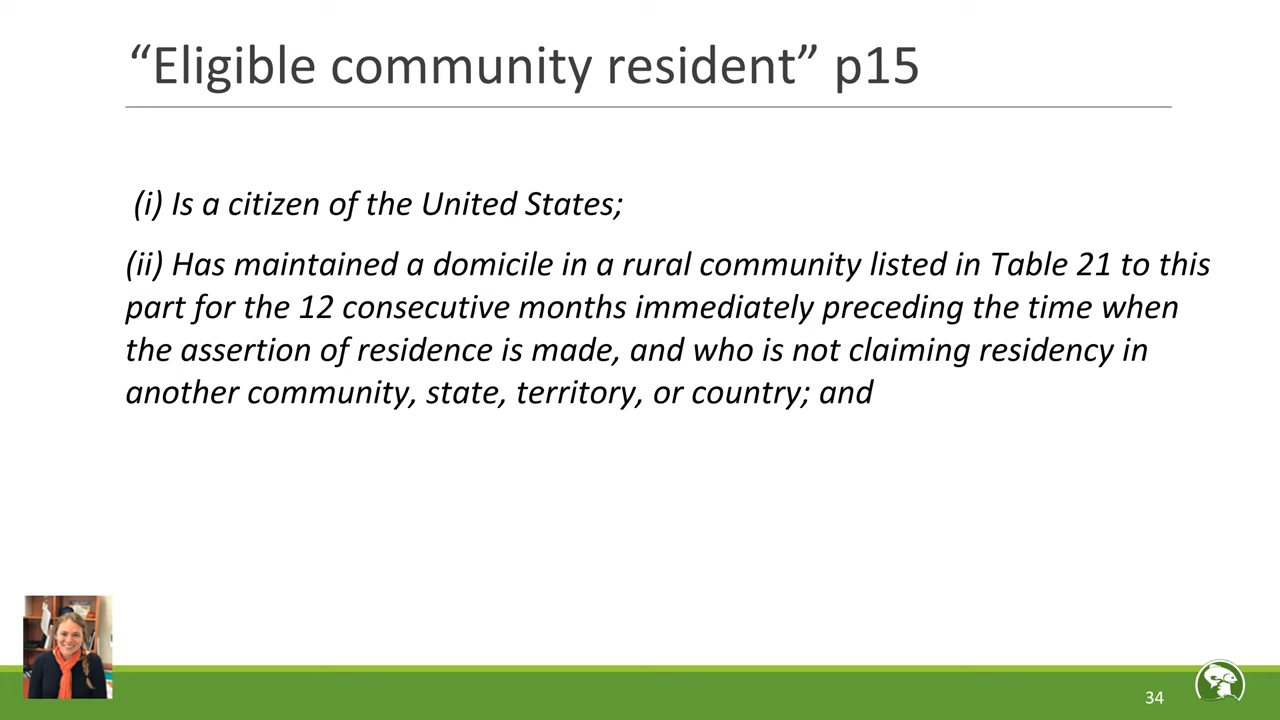 “Eligible community resident” p15
(i) Is a citizen of the United States;
(ii) Has maintained a domicile in a rural community listed in Table 21 to this
part for the 12 consecutive months immediately preceding the time when
the assertion of residence is made, and who is not claiming residency in
another community, state, territory, or country; and
34